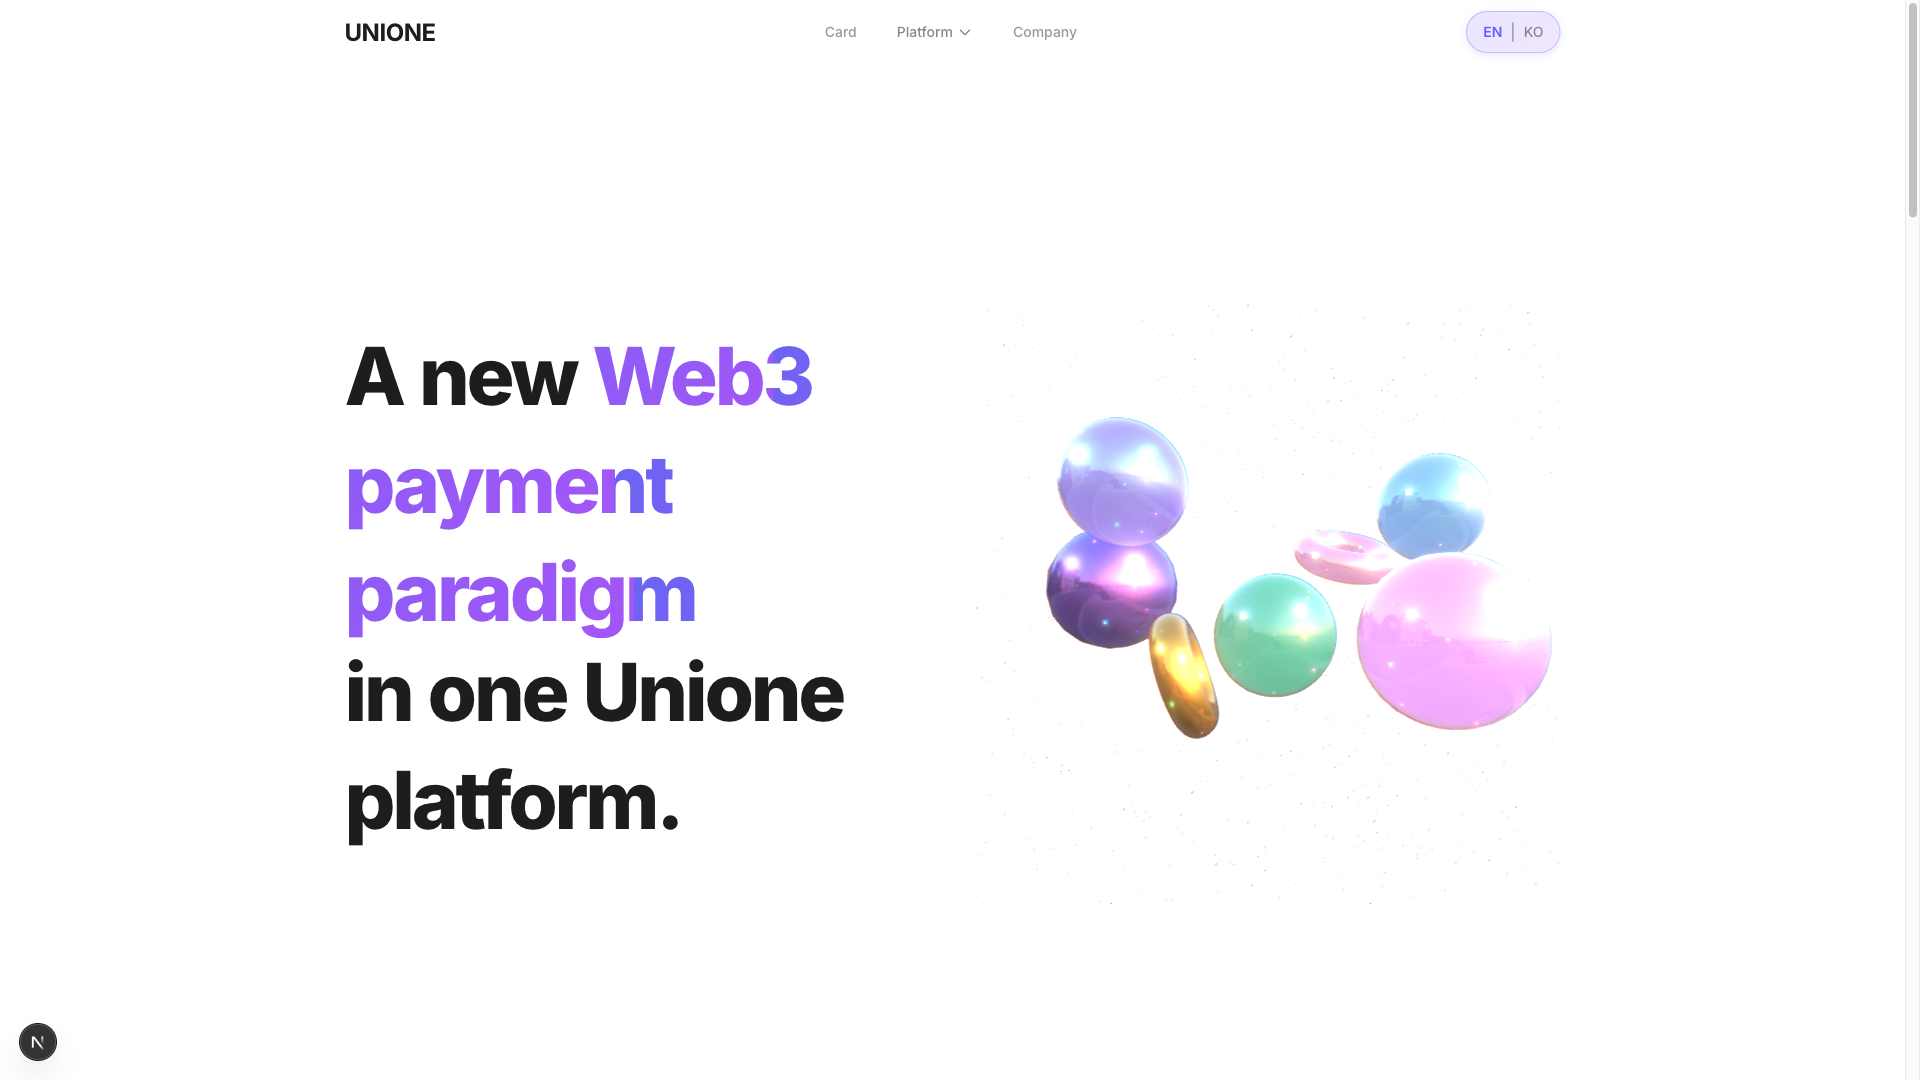 UNIONE
Card
Platform
Company
EN | KO
A new Web3
payment
paradigm
in one Unione
platform.
N